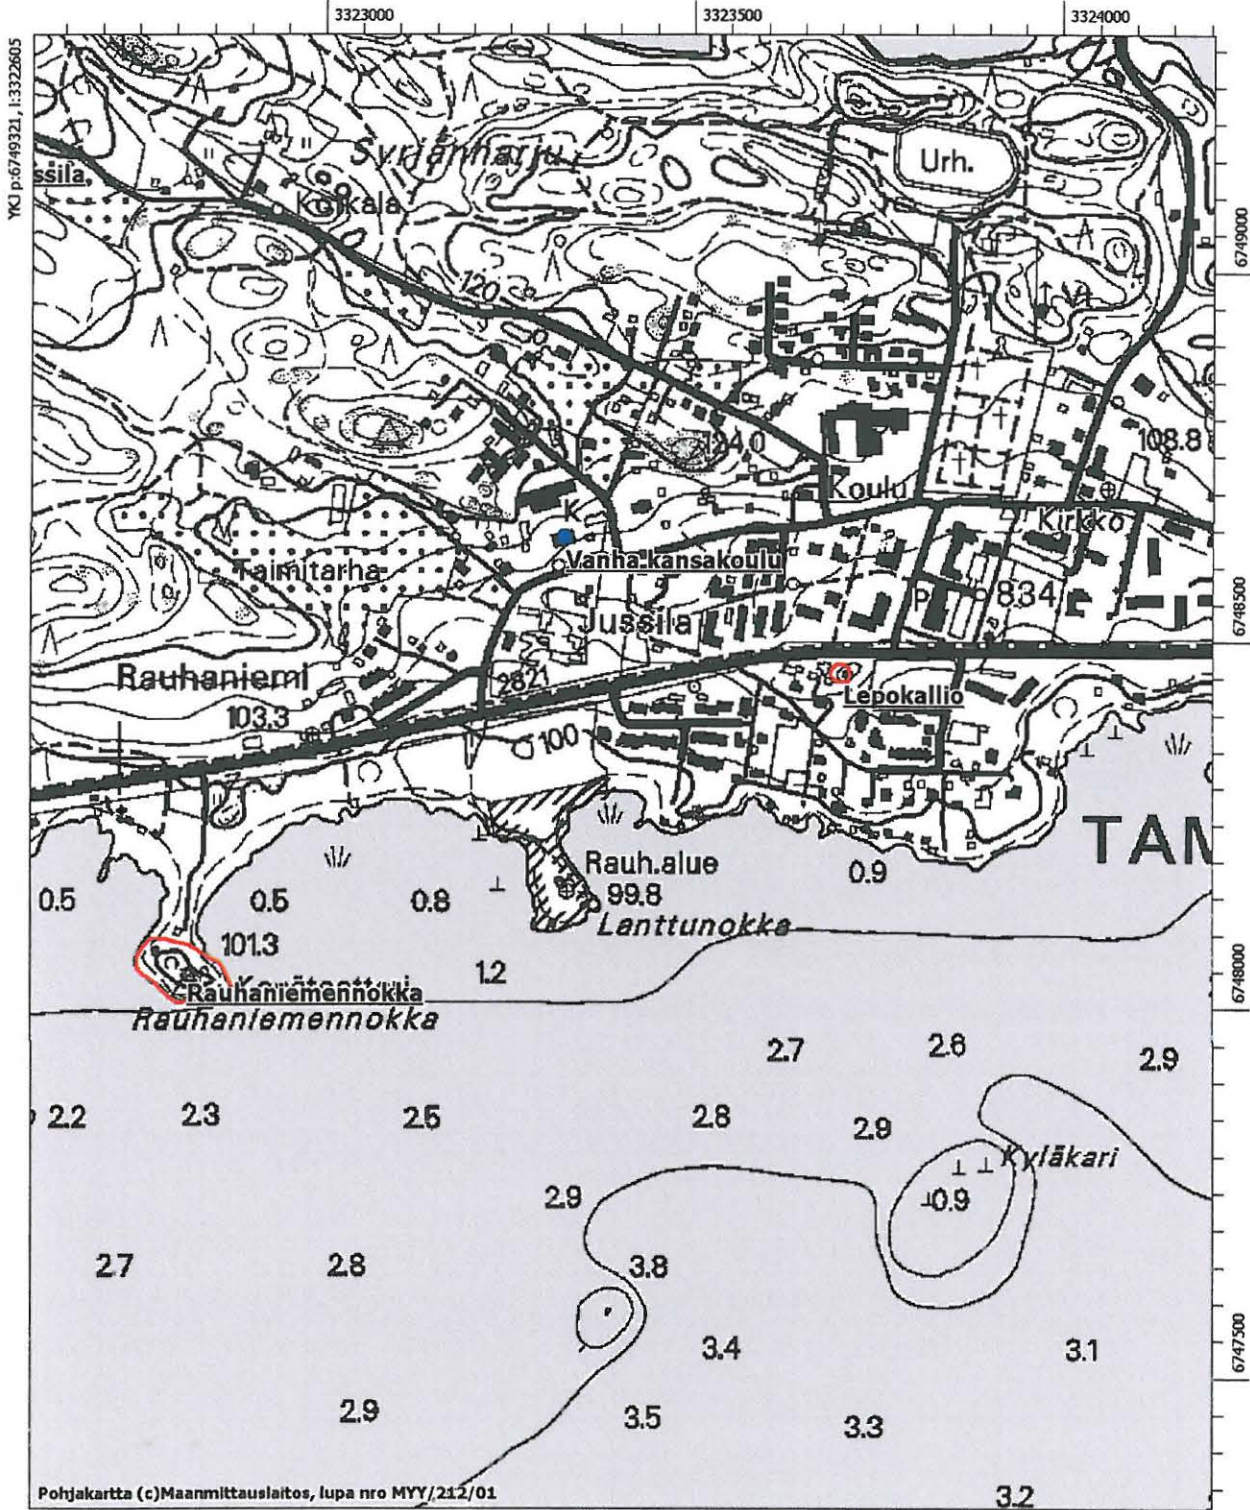 3323000
3323500
3324000
YKJ p:6749321, l:3322605
Syrjänharju
Urh.
ssila
Kolkala
6749000
120
Vt
124.0
108.8
Koulu
K
Kirkko
Vanha kansakoulu
Taimitarha
P
83.4
6748500
Jussila
Rauhaniemi
2821
Lepokallio
103.3
100
TAM
Rauh.alue
0.9
0.5
0.5
0.8
99.8
Lanttunokka
101.3
1.2
6748000
Rauhaniemennokka
Rauhaniemennokka
2.7
2.6
2.9
2.2
2.3
2.5
2.8
2.9
Kyläkari
2.9
0.9
2.7
2.8
3.8
3.4
3.1
6747500
2.9
3.5
3.3
Pohjakartta (c)Maanmittauslaitos, lupa nro MYY/212/01
3.2